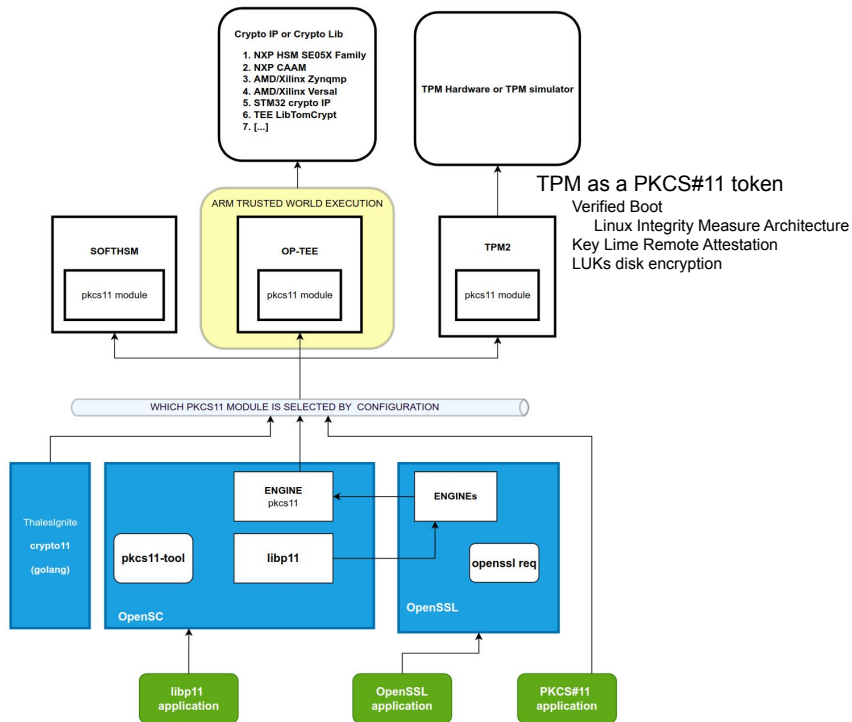 Crypto IP or Crypto Lib
1. NXP HSM SE05X Family
2. NXP CAAM
3. AMD/Xilinx Zynqmp
4. AMD/Xilinx Versal
5. STM32 crypto IP
6. TEE LibTomCrypt
7. [...]
TPM Hardware or TPM simulator
TPM as a PKCS#11 token
Verified Boot
Linux Integrity Measure Architecture
Key Lime Remote Attestation
LUKs disk encryption
ARM TRUSTED WORLD EXECUTION
SOFTHSM
pkcs11 module
OP-TEE
pkcs11 module
TPM2
pkcs11 module
WHICH PKCS11 MODULE IS SELECTED BY CONFIGURATION
ThalesIgnite
crypto11
(golang)
ENGINE
pkcs11
pkcs11-tool
libp11
OpenSC
ENGINEs
openssl req
OpenSSL
libp11
application
OpenSSL
application
PKCS#11
application